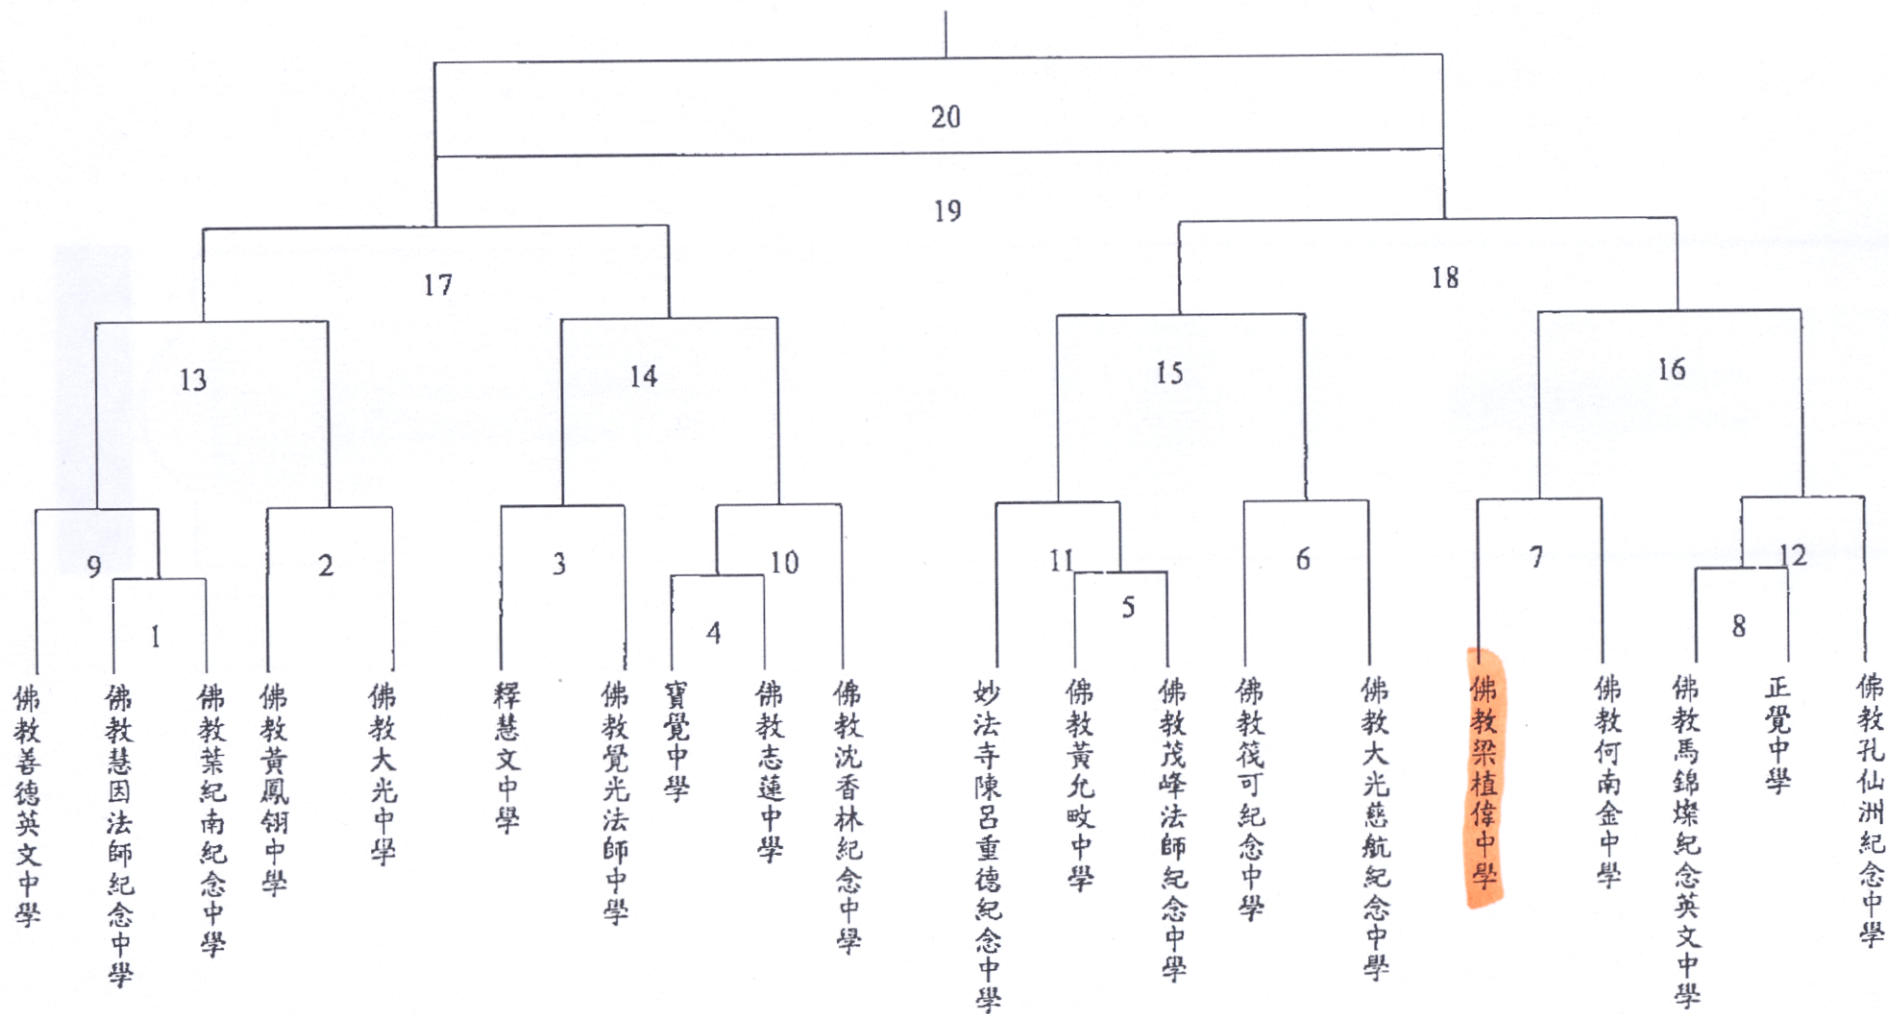 20
19
17
18
13
14
15
16
9
2
3
10
11
6
7
12
1
4
5
8
佛教善德英文中學
佛教慧因法師紀念中學
佛教葉紀南紀念中學
佛教黃鳳翎中學
佛教大光中學
釋慧文中學
佛教覺光法師中學
寶覺中學
佛教志蓮中學
佛教沈香林紀念中學
妙法寺陳呂重德紀念中學
佛教黃允畋中學
佛教茂峰法師紀念中學
佛教筏可紀念中學
佛教大光慈航紀念中學
佛教梁植偉中學
佛教何南金中學
佛教馬錦燦紀念英文中學
正覺中學
佛教孔仙洲紀念中學